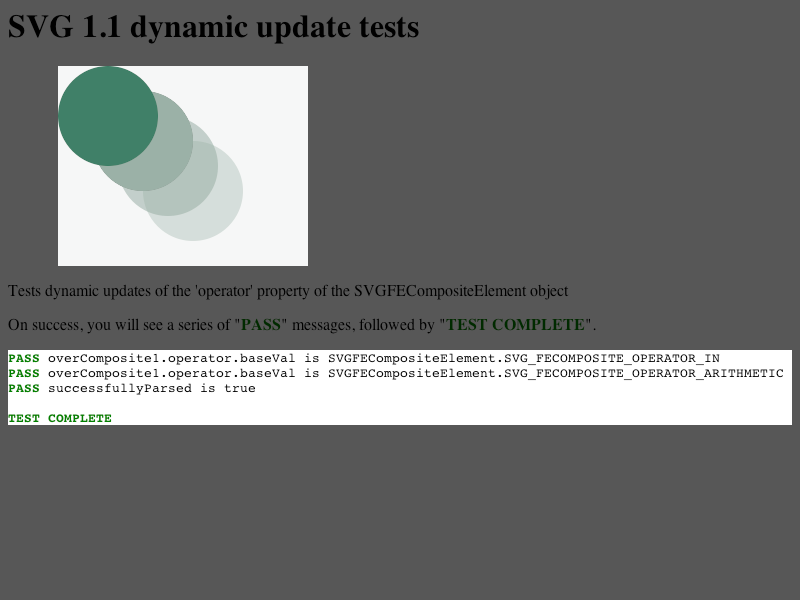 SVG 1.1 dynamic update tests
Tests dynamic updates of the 'operator' property of the SVGFECompositeElement object
On success, you will see a series of "PASS" messages, followed by "TEST COMPLETE".
PASS overComposite1.operator.baseVal is SVGFECompositeElement.SVG_FECOMPOSITE_OPERATOR_IN
PASS overComposite1.operator.baseVal is SVGFECompositeElement.SVG_FECOMPOSITE_OPERATOR_ARITHMETIC
PASS successfullyParsed is true
TEST COMPLETE